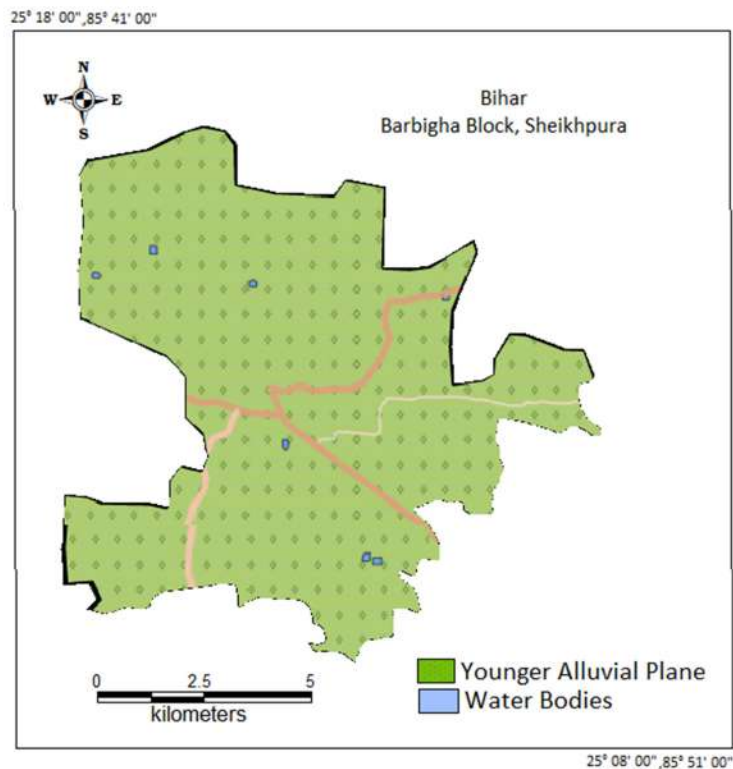 25° 18' 00",85° 41' 00"
N
W E
S
Bihar
Barbigha Block, Sheikhpura
Younger Alluvial Plane
Water Bodies
0 2.5 5
kilometers
25° 08' 00",85° 51' 00"